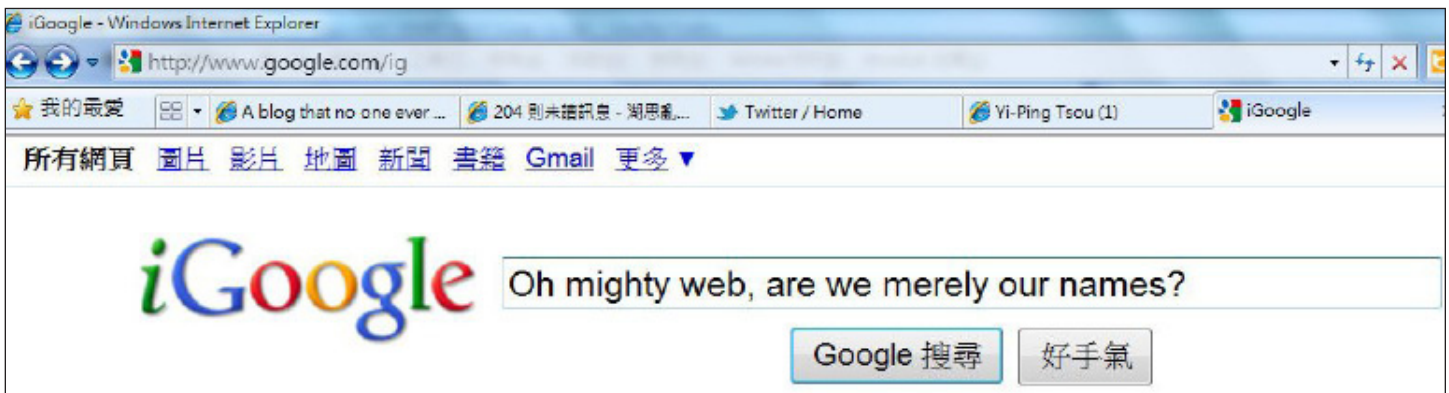 iGoogle - Windows Internet Explorer
http://www.google.com/ig
我的最愛 A blog that no one ever ... 204 則未讀訊息 - 湖思亂... Twitter / Home Yi-Ping Tsou (1) iGoogle
所有網頁 圖片 影片 地圖 新聞 書籍 Gmail 更多 ▼
iGoogle Oh mighty web, are we merely our names?
Google 搜尋 好手氣